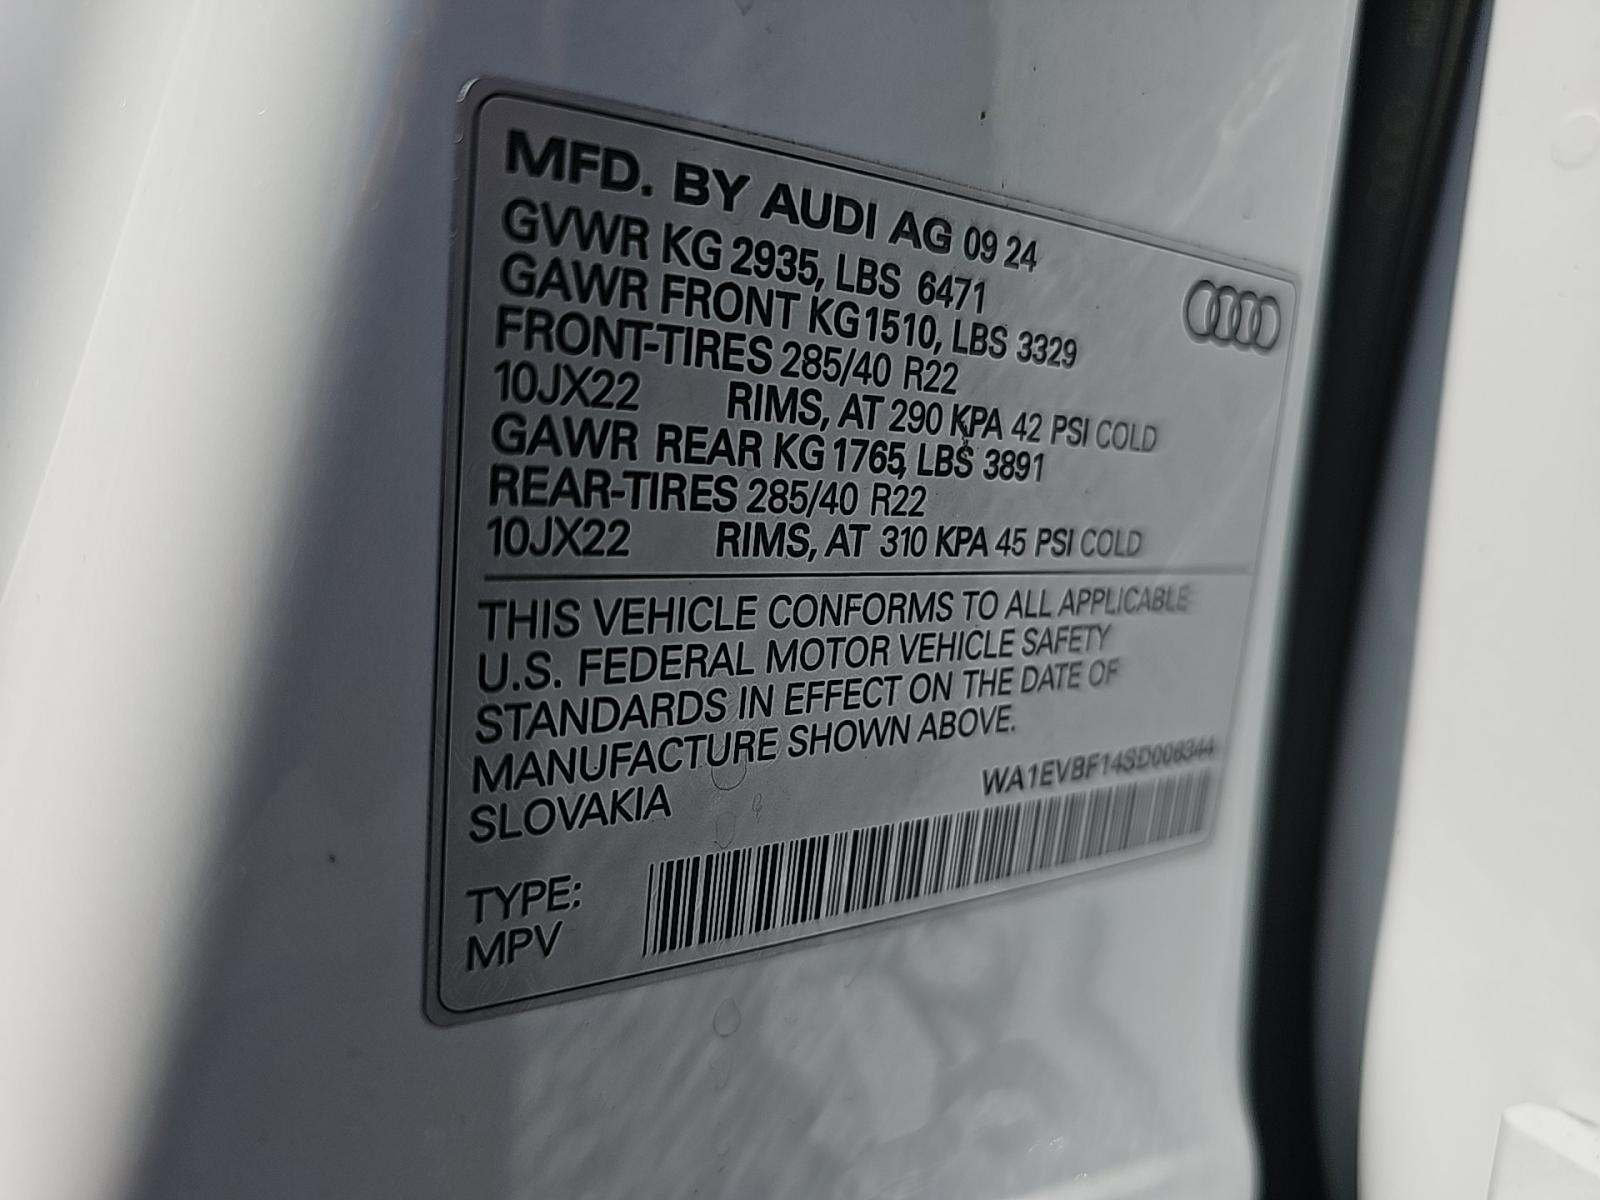 MFD. BY AUDI AG 09 24
GVWR KG 2935, LBS 6471
GAWR FRONT KG 1510, LBS 3329
FRONT-TIRES 285/40 R22
10JX22 RIMS, AT 290 KPA 42 PSI COLD
GAWR REAR KG 1765, LBS 3891
REAR-TIRES 285/40 R22
10JX22 RIMS, AT 310 KPA 45 PSI COLD
THIS VEHICLE CONFORMS TO ALL APPLICABLE
U.S. FEDERAL MOTOR VEHICLE SAFETY
STANDARDS IN EFFECT ON THE DATE OF
MANUFACTURE SHOWN ABOVE.
SLOVAKIA
TYPE:
MPV